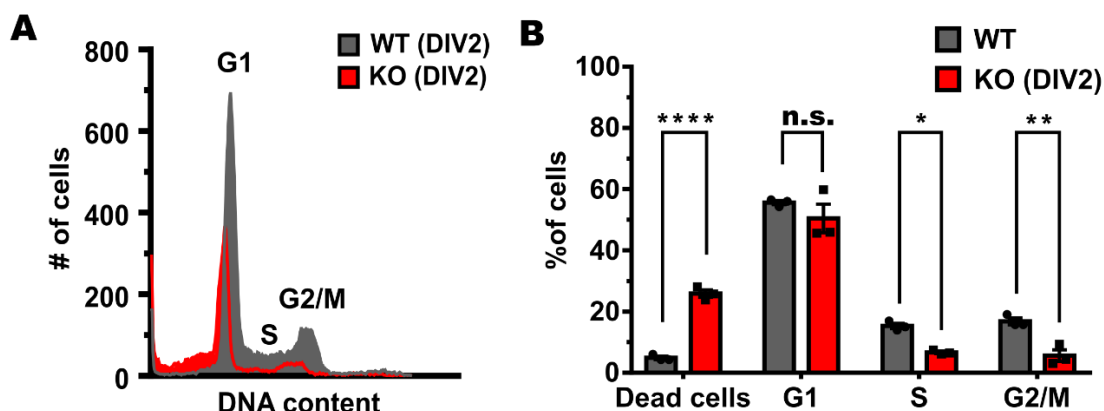 A
WT (DIV2)
KO (DIV2)
800
600
400
200
0
# of cells
G1
S
G2/M
DNA content
B
WT
KO (DIV2)
100
80
60
40
20
0
%of cells
****
n.s.
*
**
Dead cells
G1
S
G2/M